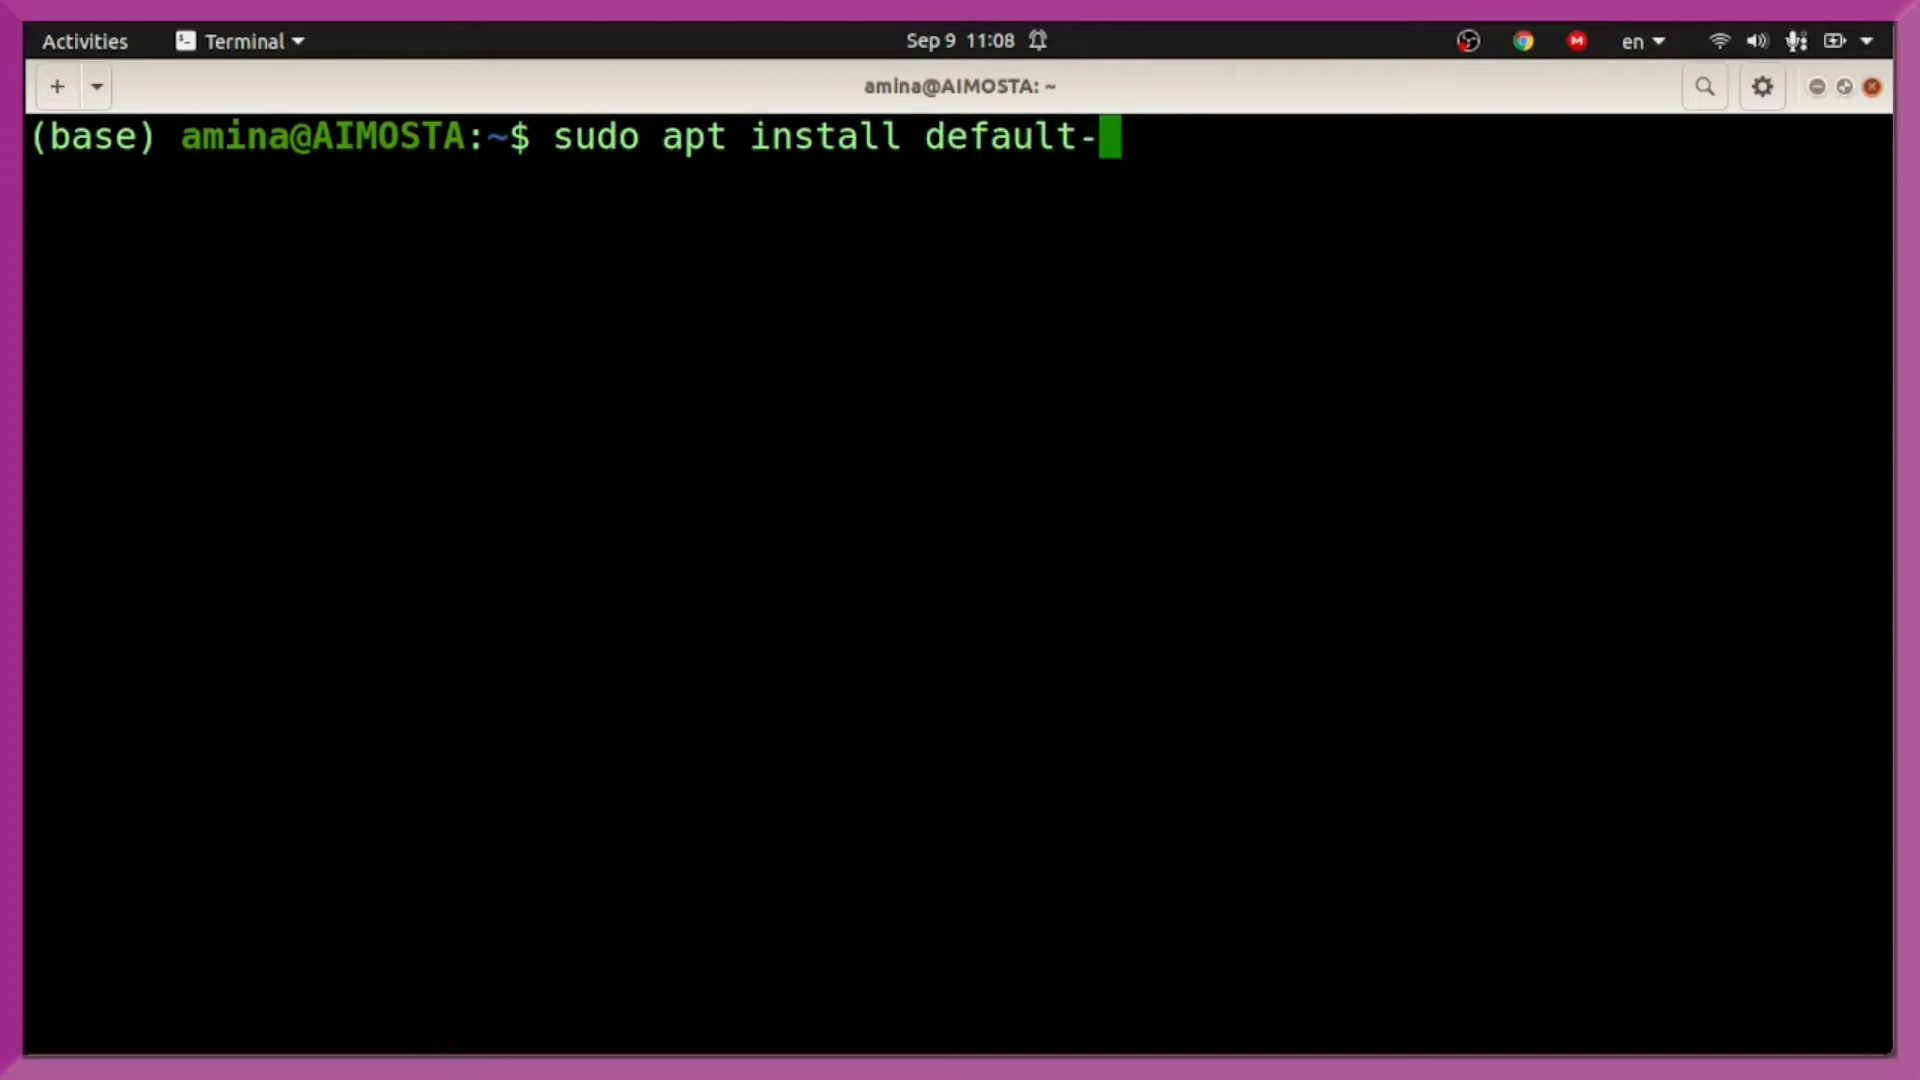 Activities Terminal Sep 9 11:08 en
amina@AIMOSTA: ~
(base) amina@AIMOSTA:~$ sudo apt install default-